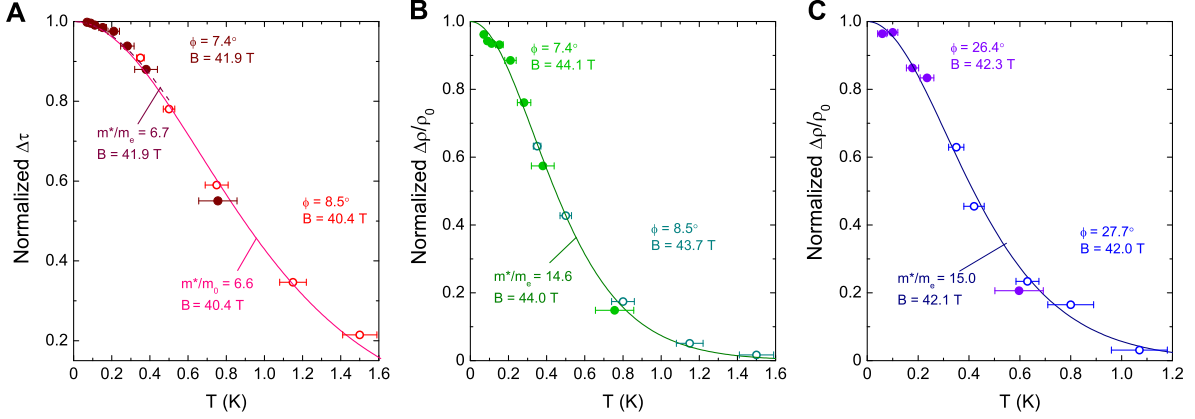 A
Normalized Δτ
1.0
0.8
0.6
0.4
0.2
ϕ = 7.4°
B = 41.9 T
m*/mₑ = 6.7
B = 41.9 T
ϕ = 8.5°
B = 40.4 T
m*/m₀ = 6.6
B = 40.4 T
0 0.2 0.4 0.6 0.8 1.0 1.2 1.4 1.6
T (K)
B
Normalized Δρ/ρ₀
1.0
0.8
0.6
0.4
0.2
0
ϕ = 7.4°
B = 44.1 T
ϕ = 8.5°
B = 43.7 T
m*/mₑ = 14.6
B = 44.0 T
0 0.2 0.4 0.6 0.8 1.0 1.2 1.4 1.6
T (K)
C
Normalized Δρ/ρ₀
1.0
0.8
0.6
0.4
0.2
0
ϕ = 26.4°
B = 42.3 T
ϕ = 27.7°
B = 42.0 T
m*/mₑ = 15.0
B = 42.1 T
0 0.2 0.4 0.6 0.8 1.0 1.2
T (K)